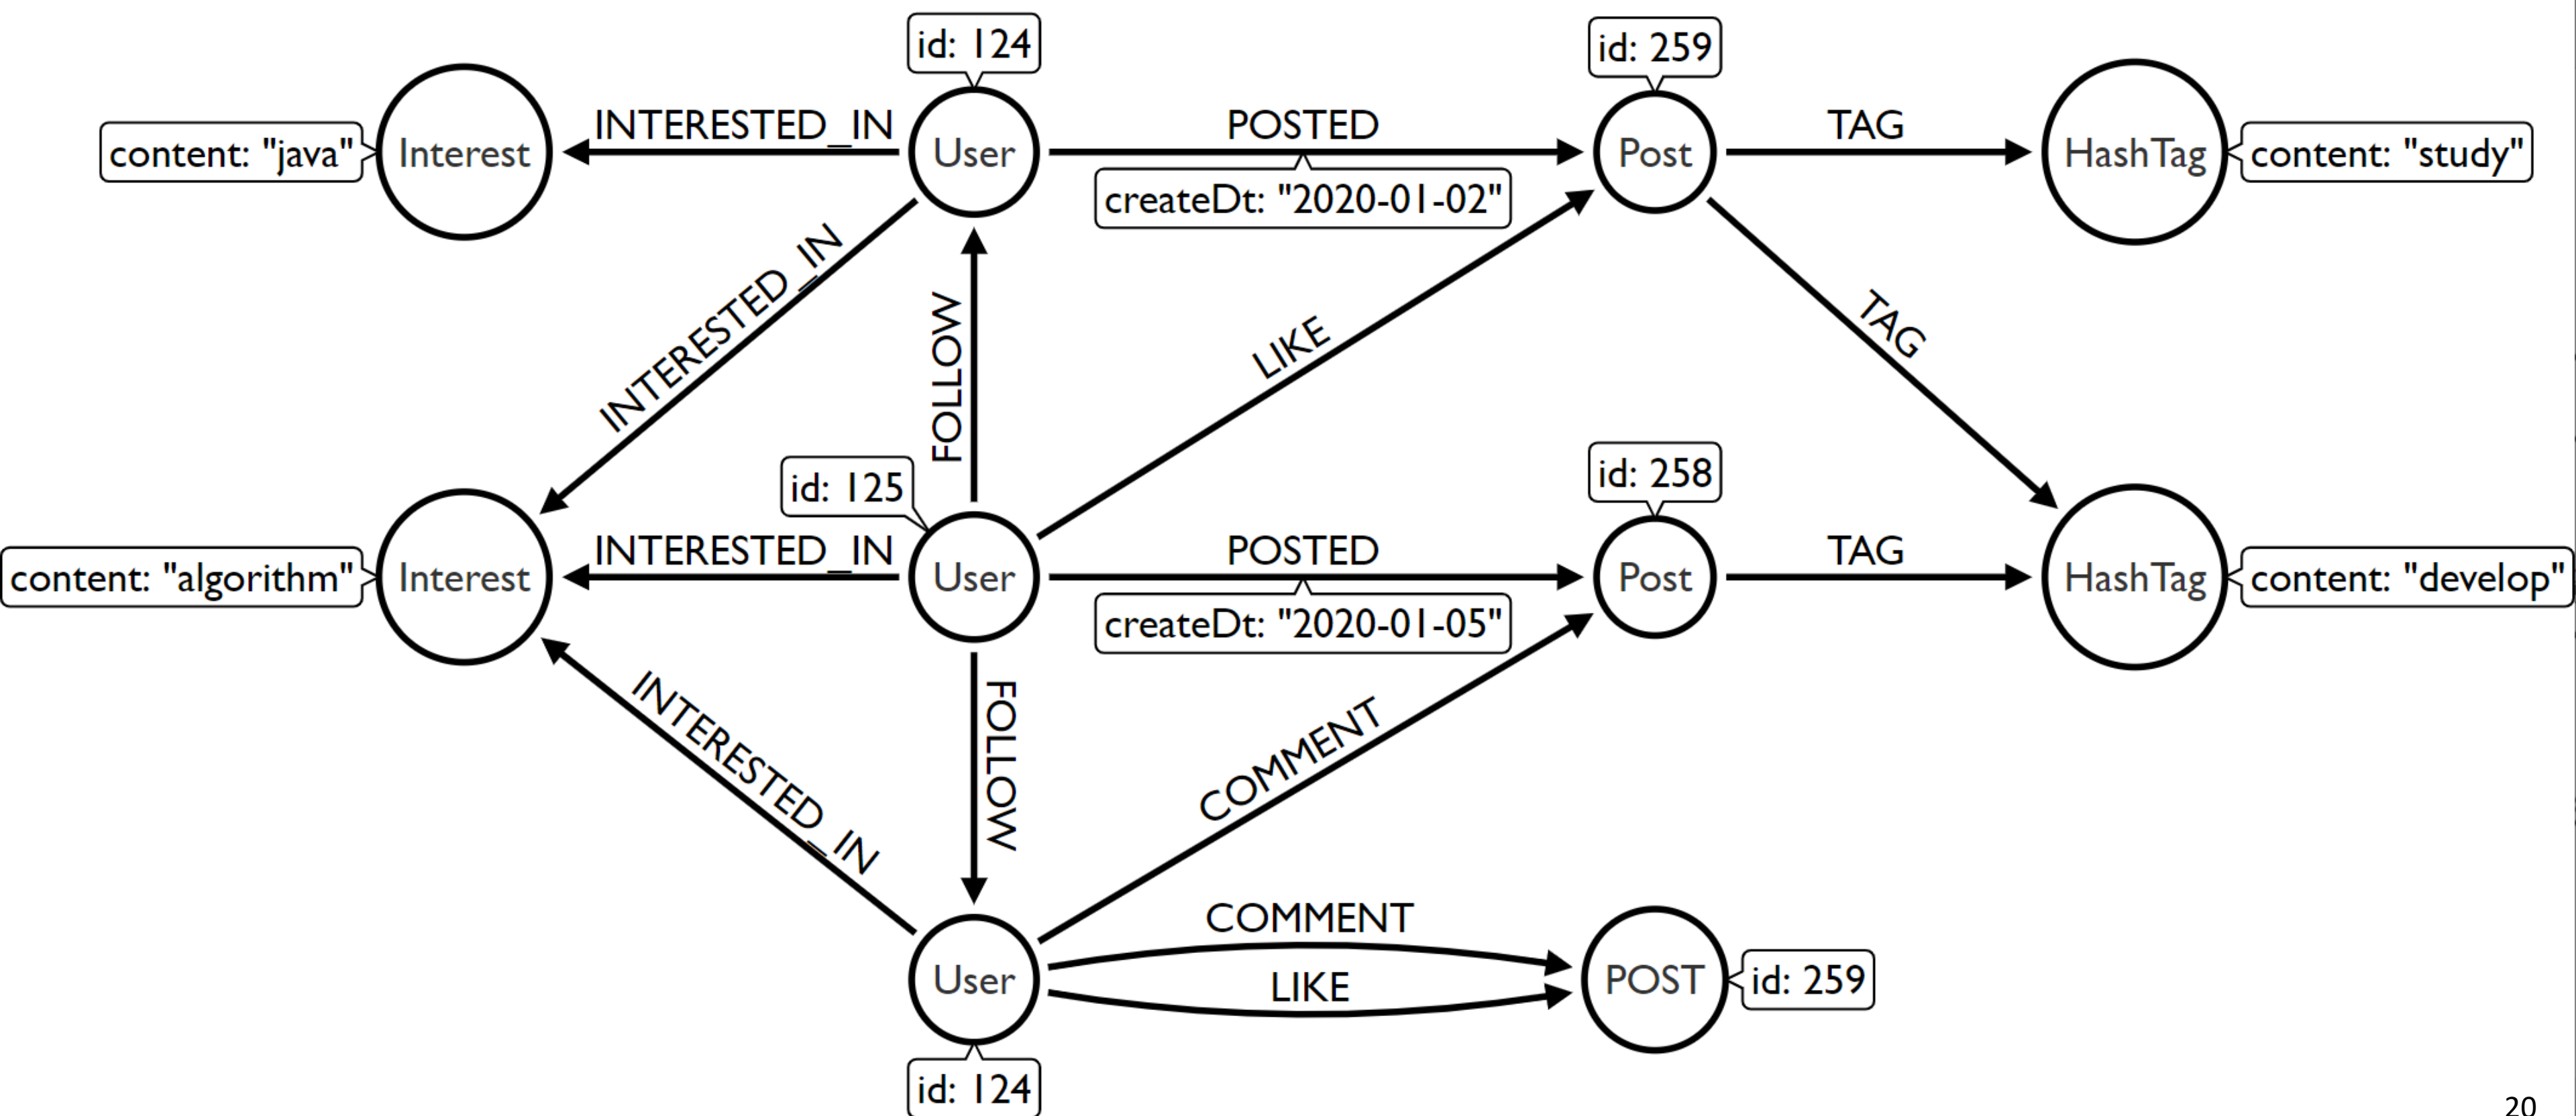 id: 124
id: 259
content: "java"
Interest
INTERESTED_IN
User
POSTED
createDt: "2020-01-02"
Post
TAG
HashTag
content: "study"
INTERESTED_IN
FOLLOW
LIKE
TAG
id: 125
id: 258
content: "algorithm"
Interest
INTERESTED_IN
User
POSTED
createDt: "2020-01-05"
Post
TAG
HashTag
content: "develop"
INTERESTED_IN
FOLLOW
COMMENT
COMMENT
User
LIKE
POST
id: 259
id: 124
20